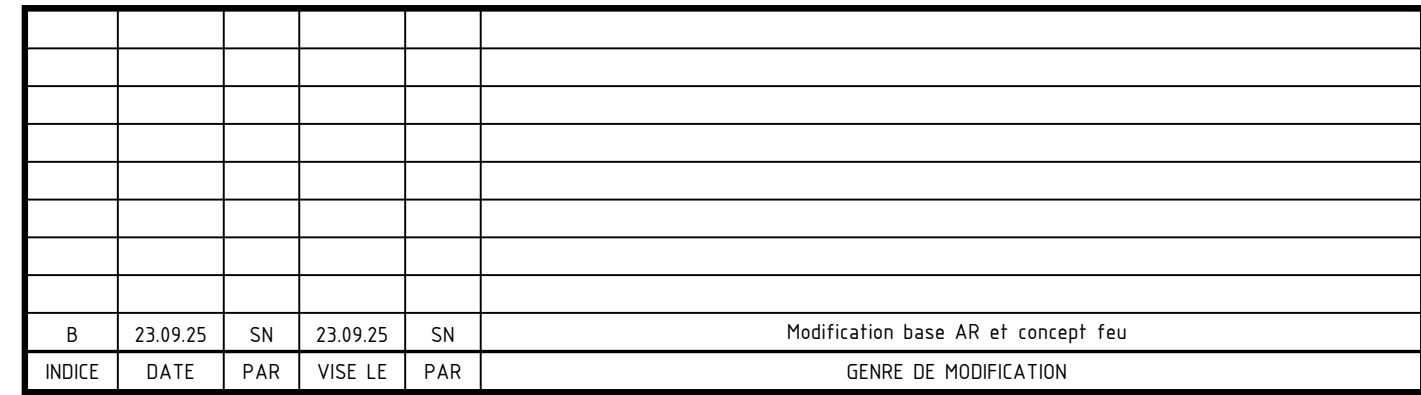 B 23.09.25 SN 23.09.25 SN Modification base AR et concept feu
INDICE DATE PAR VISE LE PAR GENRE DE MODIFICATION